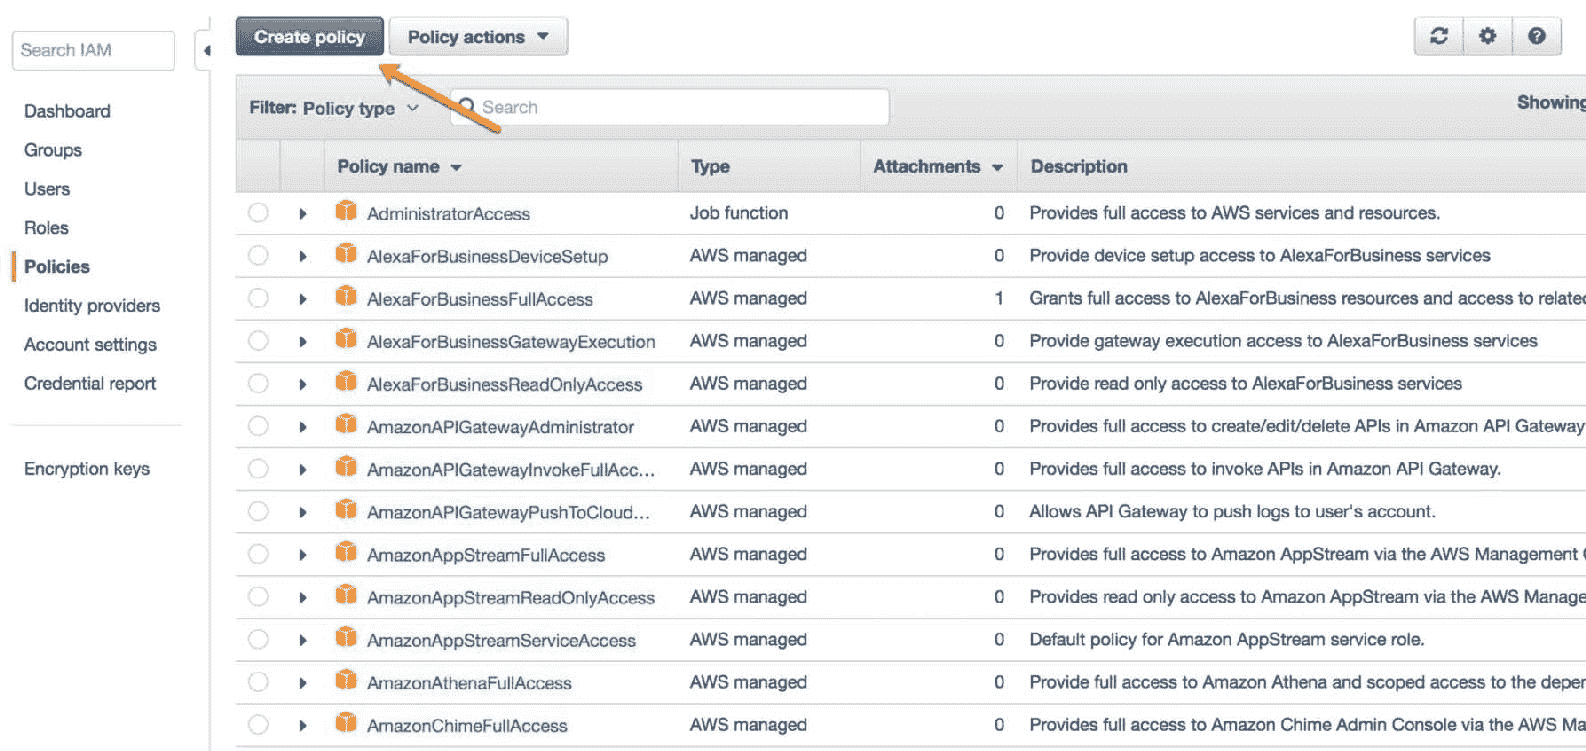 Search IAM
Dashboard
Groups
Users
Roles
Policies
Identity providers
Account settings
Credential report
Encryption keys
Create policy Policy actions
Filter: Policy type Search Showing
Policy name Type Attachments Description
AdministratorAccess Job function 0 Provides full access to AWS services and resources.
AlexaForBusinessDeviceSetup AWS managed 0 Provide device setup access to AlexaForBusiness services
AlexaForBusinessFullAccess AWS managed 1 Grants full access to AlexaForBusiness resources and access to related
AlexaForBusinessGatewayExecution AWS managed 0 Provide gateway execution access to AlexaForBusiness services
AlexaForBusinessReadOnlyAccess AWS managed 0 Provide read only access to AlexaForBusiness services
AmazonAPIGatewayAdministrator AWS managed 0 Provides full access to create/edit/delete APIs in Amazon API Gateway
AmazonAPIGatewayInvokeFullAcc... AWS managed 0 Provides full access to invoke APIs in Amazon API Gateway.
AmazonAPIGatewayPushToCloud... AWS managed 0 Allows API Gateway to push logs to user's account.
AmazonAppStreamFullAccess AWS managed 0 Provides full access to Amazon AppStream via the AWS Management
AmazonAppStreamReadOnlyAccess AWS managed 0 Provides read only access to Amazon AppStream via the AWS Manage
AmazonAppStreamServiceAccess AWS managed 0 Default policy for Amazon AppStream service role.
AmazonAthenaFullAccess AWS managed 0 Provide full access to Amazon Athena and scoped access to the deper
AmazonChimeFullAccess AWS managed 0 Provides full access to Amazon Chime Admin Console via the AWS Ma